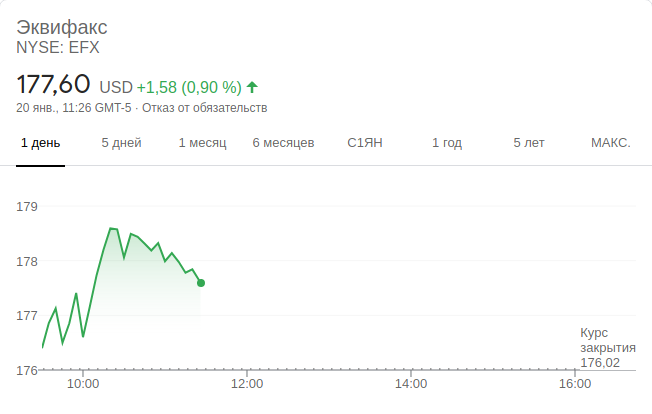 Эквифакс
NYSE: EFX
177,60 USD +1,58 (0,90 %)
20 янв., 11:26 GMT-5 · Отказ от обязательств
1 день 5 дней 1 месяц 6 месяцев С1ЯН 1 год 5 лет МАКС.
179
178
177
Курс
закрытия
176,02
176
10:00 12:00 14:00 16:00